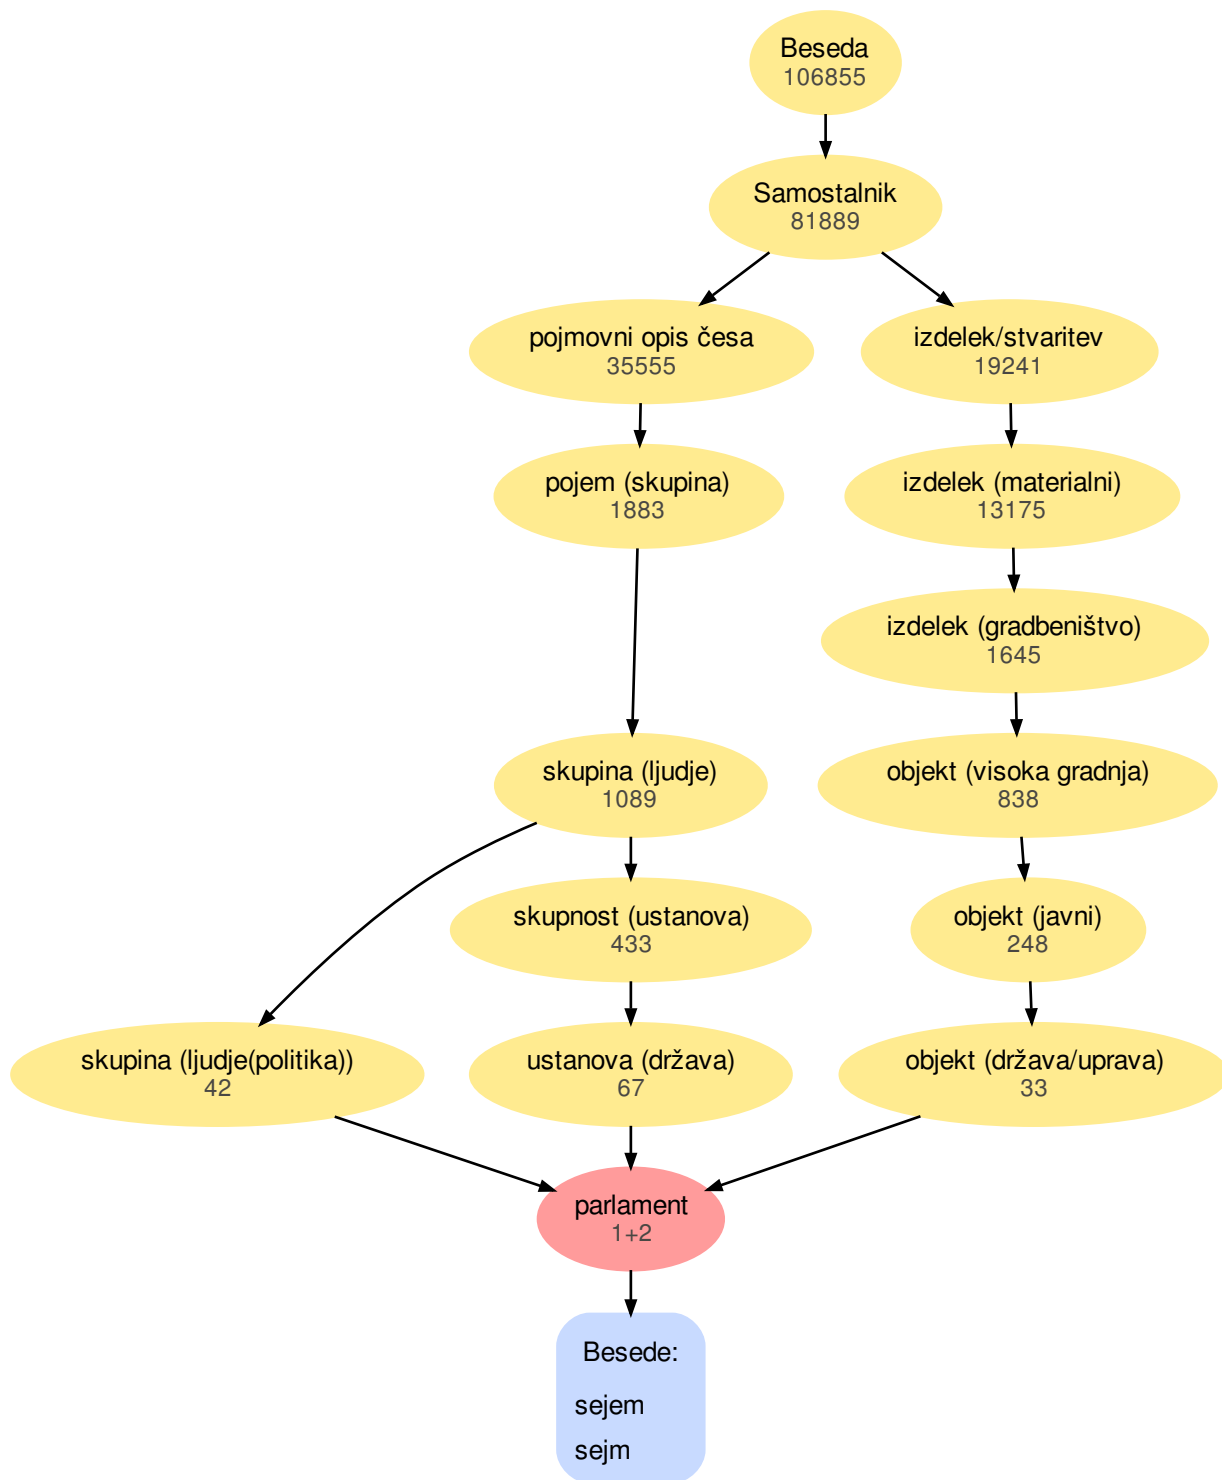 Beseda
106855
Samostalnik
81889
pojmovni opis česa
35555
izdelek/stvaritev
19241
pojem (skupina)
1883
izdelek (materialni)
13175
izdelek (gradbeništvo)
1645
skupina (ljudje)
1089
objekt (visoka gradnja)
838
skupnost (ustanova)
433
objekt (javni)
248
skupina (ljudje(politika))
42
ustanova (država)
67
objekt (država/uprava)
33
parlament
1+2
Besede:
sejem
sejm